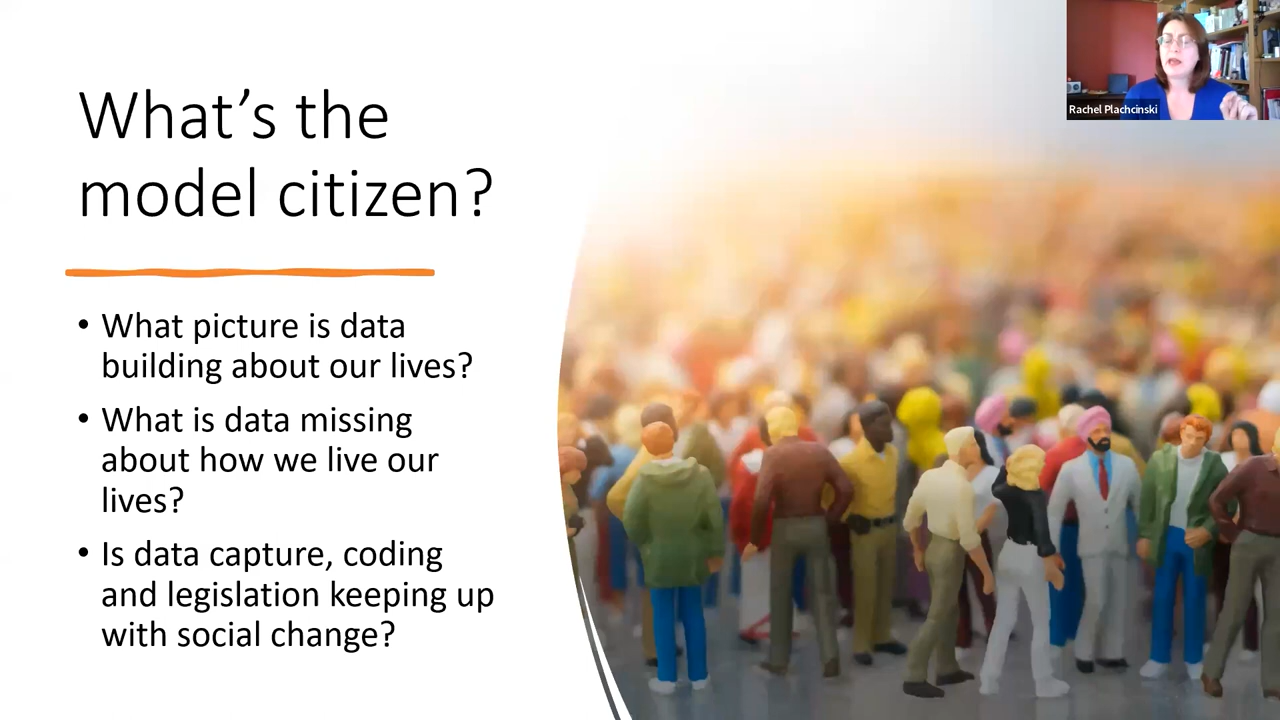 What’s the
model citizen?
• What picture is data
building about our lives?
• What is data missing
about how we live our
lives?
• Is data capture, coding
and legislation keeping up
with social change?
Rachel Plachcinski